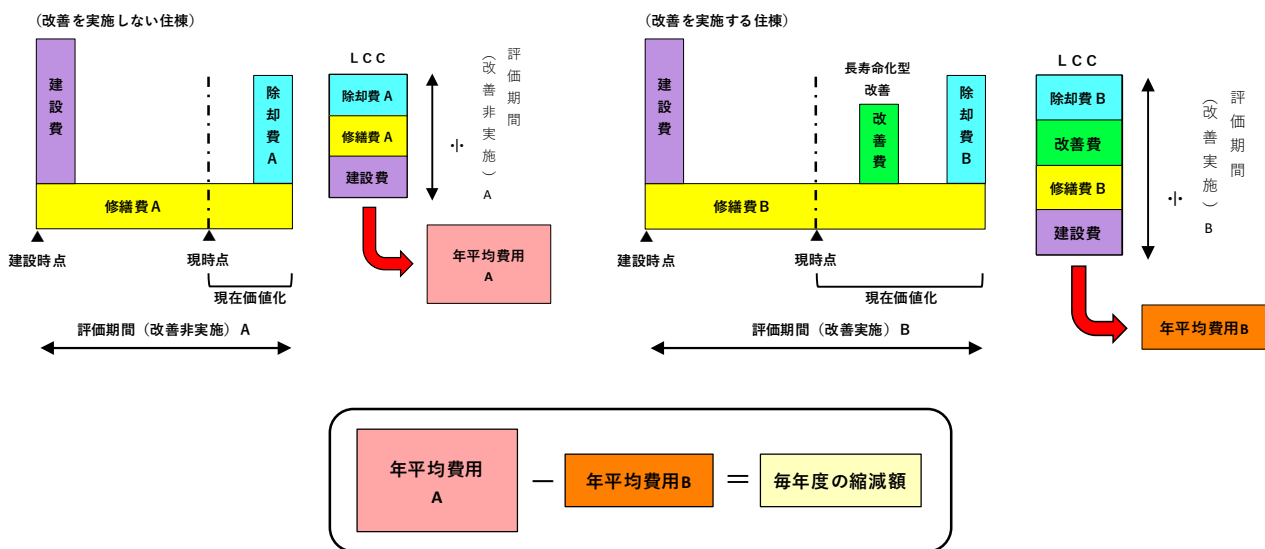 （改善を実施しない住棟）
建設費
除却費A
修繕費A
建設時点
現時点
現在価値化
評価期間（改善非実施）A
LCC
除却費A
修繕費A
建設費
÷
評価期間
（改善非実施）A
年平均費用
A
（改善を実施する住棟）
建設費
長寿命化型
改善
改善費
除却費B
修繕費B
建設時点
現時点
現在価値化
評価期間（改善実施）B
LCC
除却費B
改善費
修繕費B
建設費
÷
評価期間
（改善実施）B
年平均費用B
年平均費用
A
－
年平均費用B
＝
毎年度の縮減額